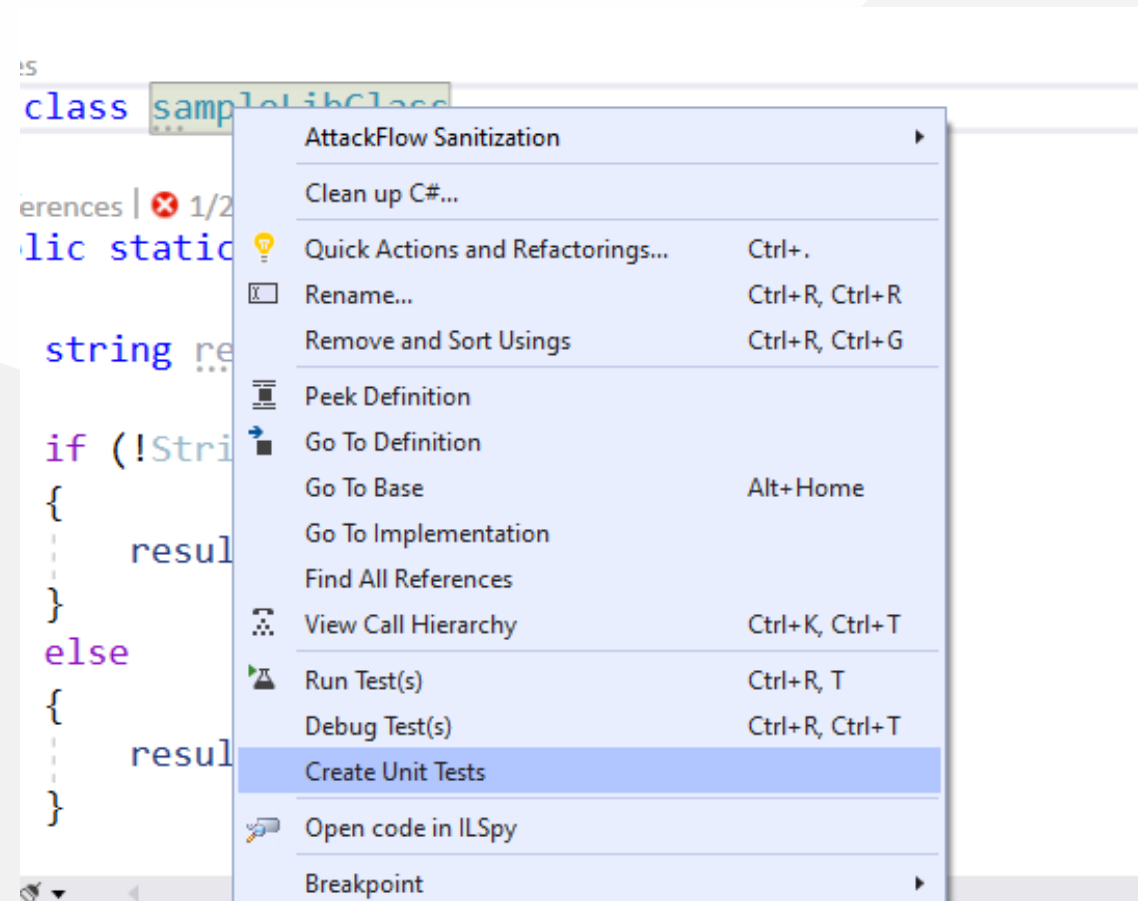 es
class sampleLibClass
AttackFlow Sanitization
Clean up C#...
erences | 1/2
lic static
Quick Actions and Refactorings... Ctrl+.
Rename... Ctrl+R, Ctrl+R
string re
Remove and Sort Usings Ctrl+R, Ctrl+G
Peek Definition
if (!Stri
Go To Definition
Go To Base Alt+Home
{
Go To Implementation
resul
Find All References
}
View Call Hierarchy Ctrl+K, Ctrl+T
else
Run Test(s) Ctrl+R, T
{
Debug Test(s) Ctrl+R, Ctrl+T
resul
Create Unit Tests
}
Open code in ILSpy
Breakpoint